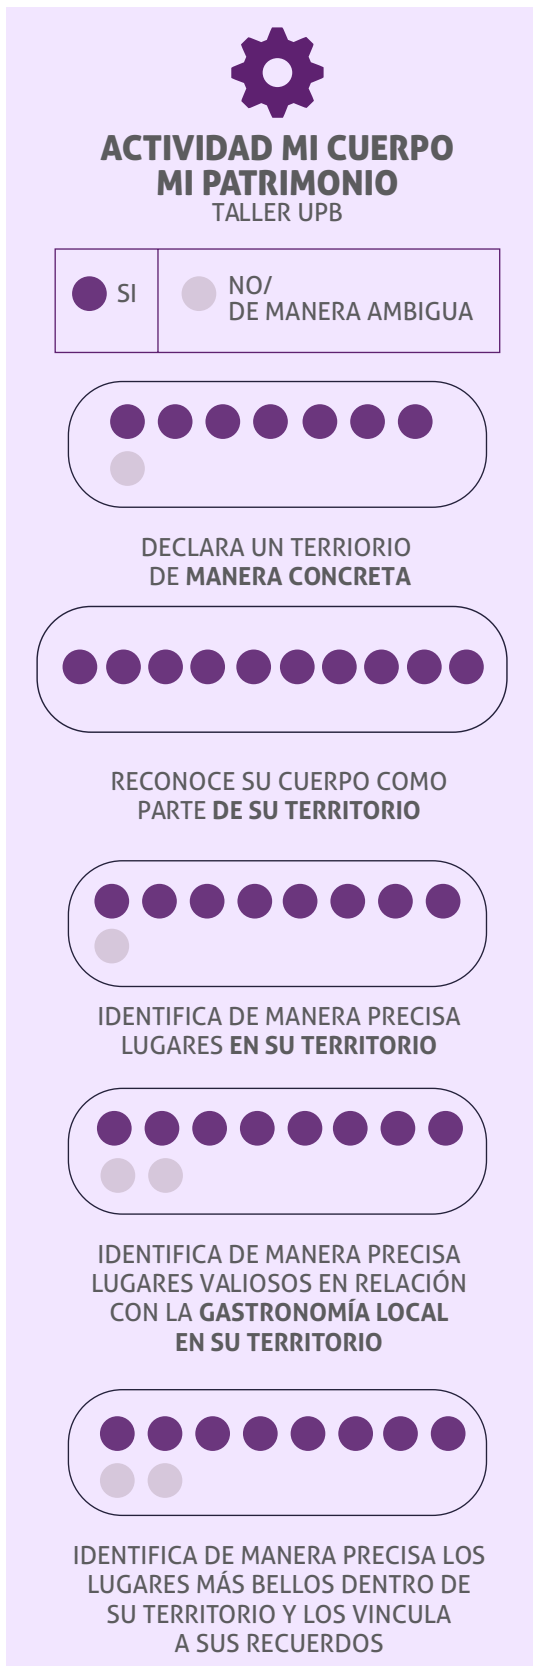 ACTIVIDAD MI CUERPO
MI PATRIMONIO
TALLER UPB
SI
NO/
DE MANERA AMBIGUA
DECLARA UN TERRIORIO
DE MANERA CONCRETA
RECONOCE SU CUERPO COMO
PARTE DE SU TERRITORIO
IDENTIFICA DE MANERA PRECISA
LUGARES EN SU TERRITORIO
IDENTIFICA DE MANERA PRECISA
LUGARES VALIOSOS EN RELACIÓN
CON LA GASTRONOMÍA LOCAL
EN SU TERRITORIO
IDENTIFICA DE MANERA PRECISA LOS
LUGARES MÁS BELLOS DENTRO DE
SU TERRITORIO Y LOS VINCULA
A SUS RECUERDOS